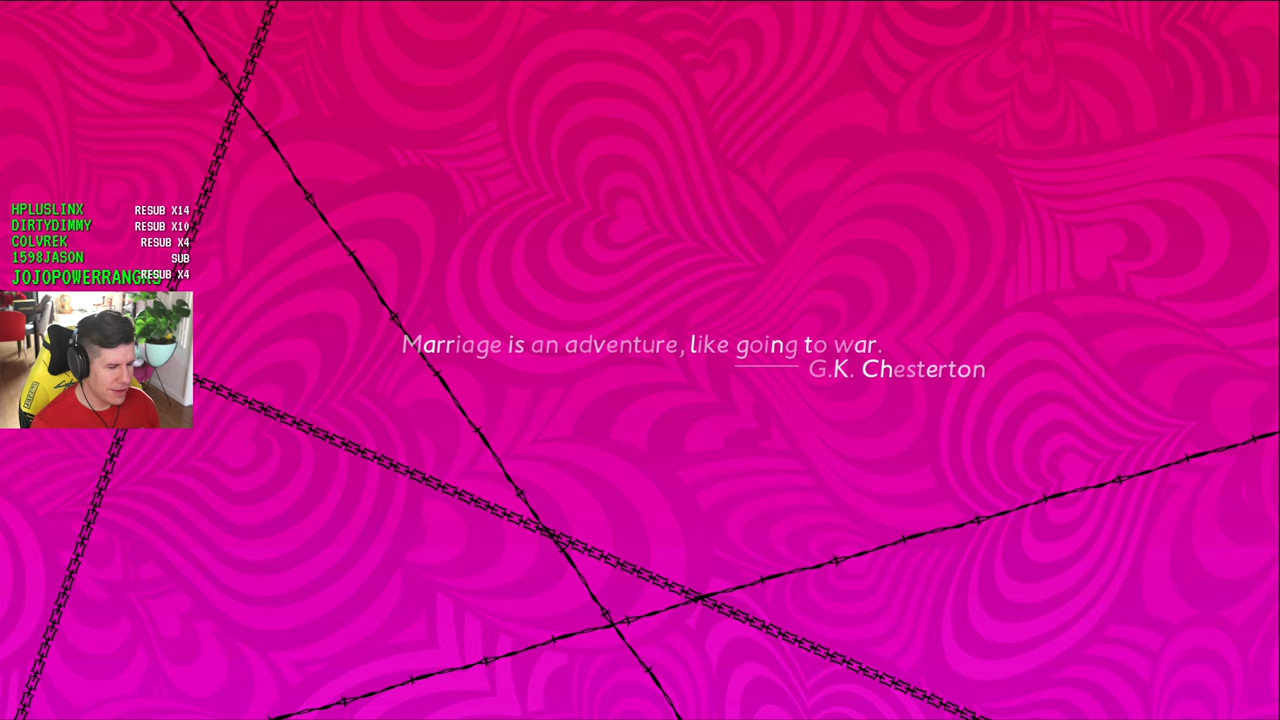 HPLUSLINX RESUB X14
DIRTYDIMMY RESUB X10
COLVREK RESUB X4
1598JASON SUB
JOJOPOWERRANGRS RESUB X4
Marriage is an adventure, like going to war.
G.K. Chesterton